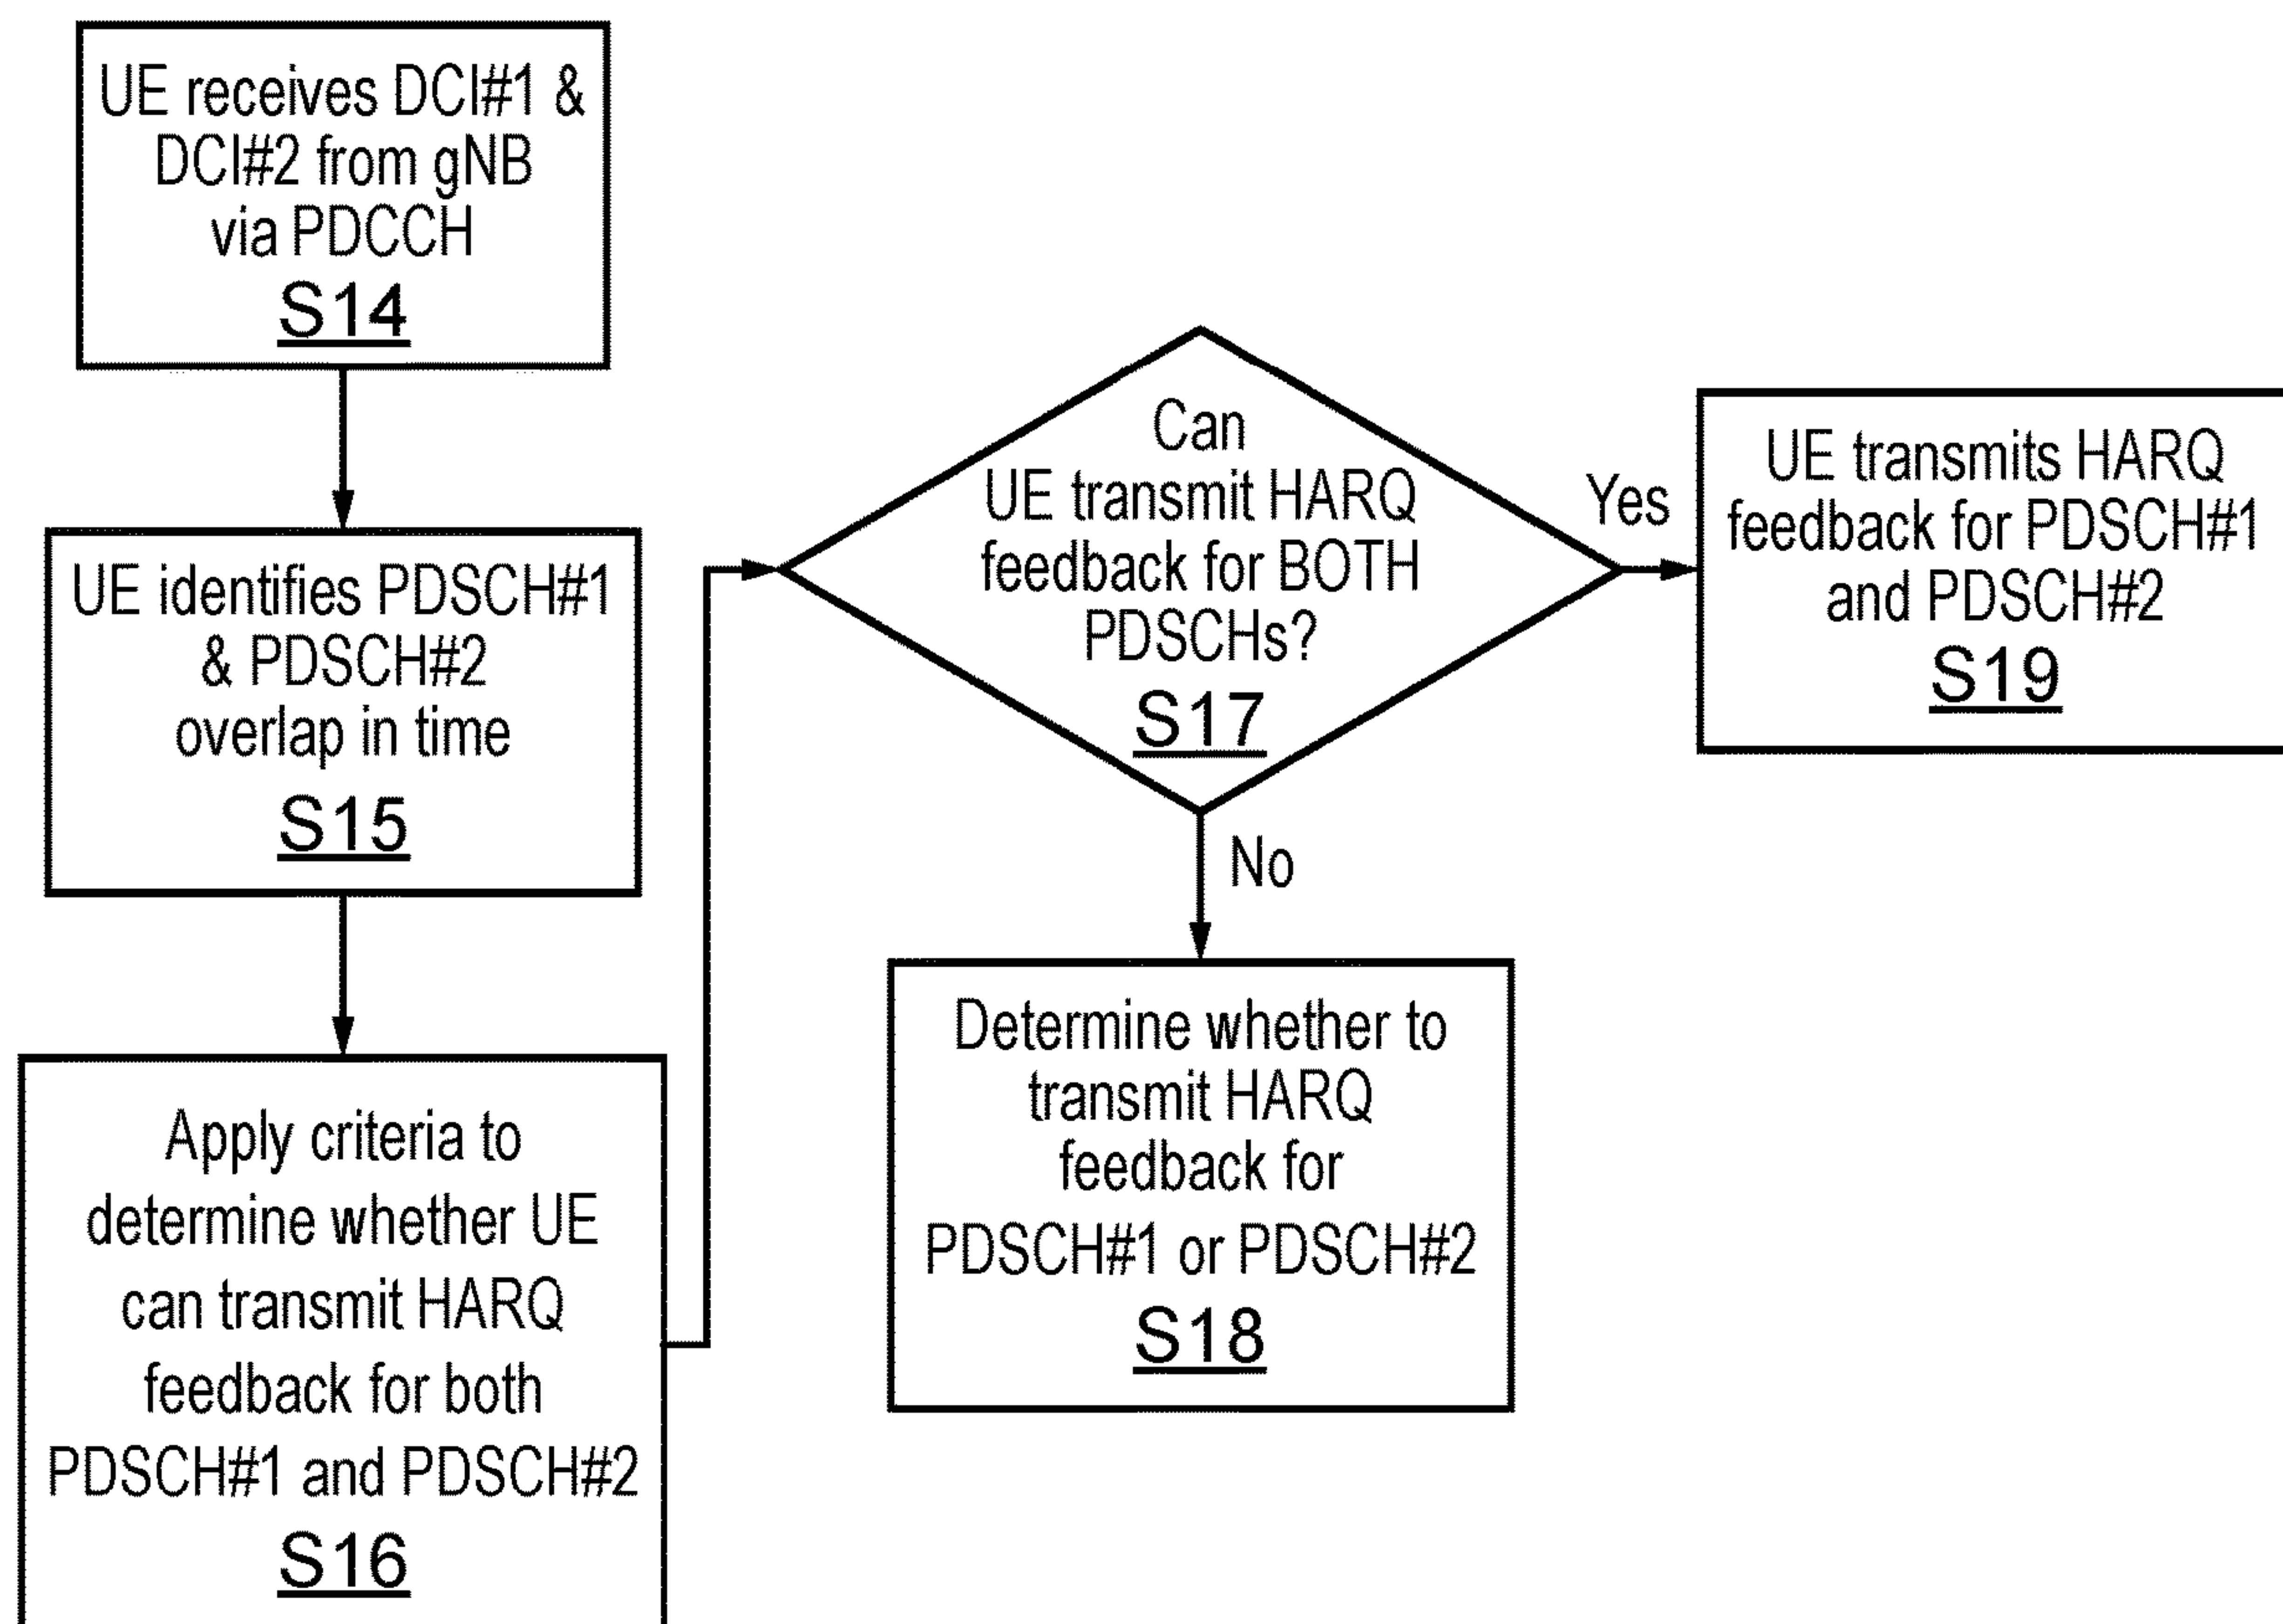 UE receives DCI#1 &
DCI#2 from gNB
via PDCCH
S14
UE identifies PDSCH#1
& PDSCH#2
overlap in time
S15
Apply criteria to
determine whether UE
can transmit HARQ
feedback for both
PDSCH#1 and PDSCH#2
S16
Can
UE transmit HARQ
feedback for BOTH
PDSCHs?
S17
Yes
No
Determine whether to
transmit HARQ
feedback for
PDSCH#1 or PDSCH#2
S18
UE transmits HARQ
feedback for PDSCH#1
and PDSCH#2
S19